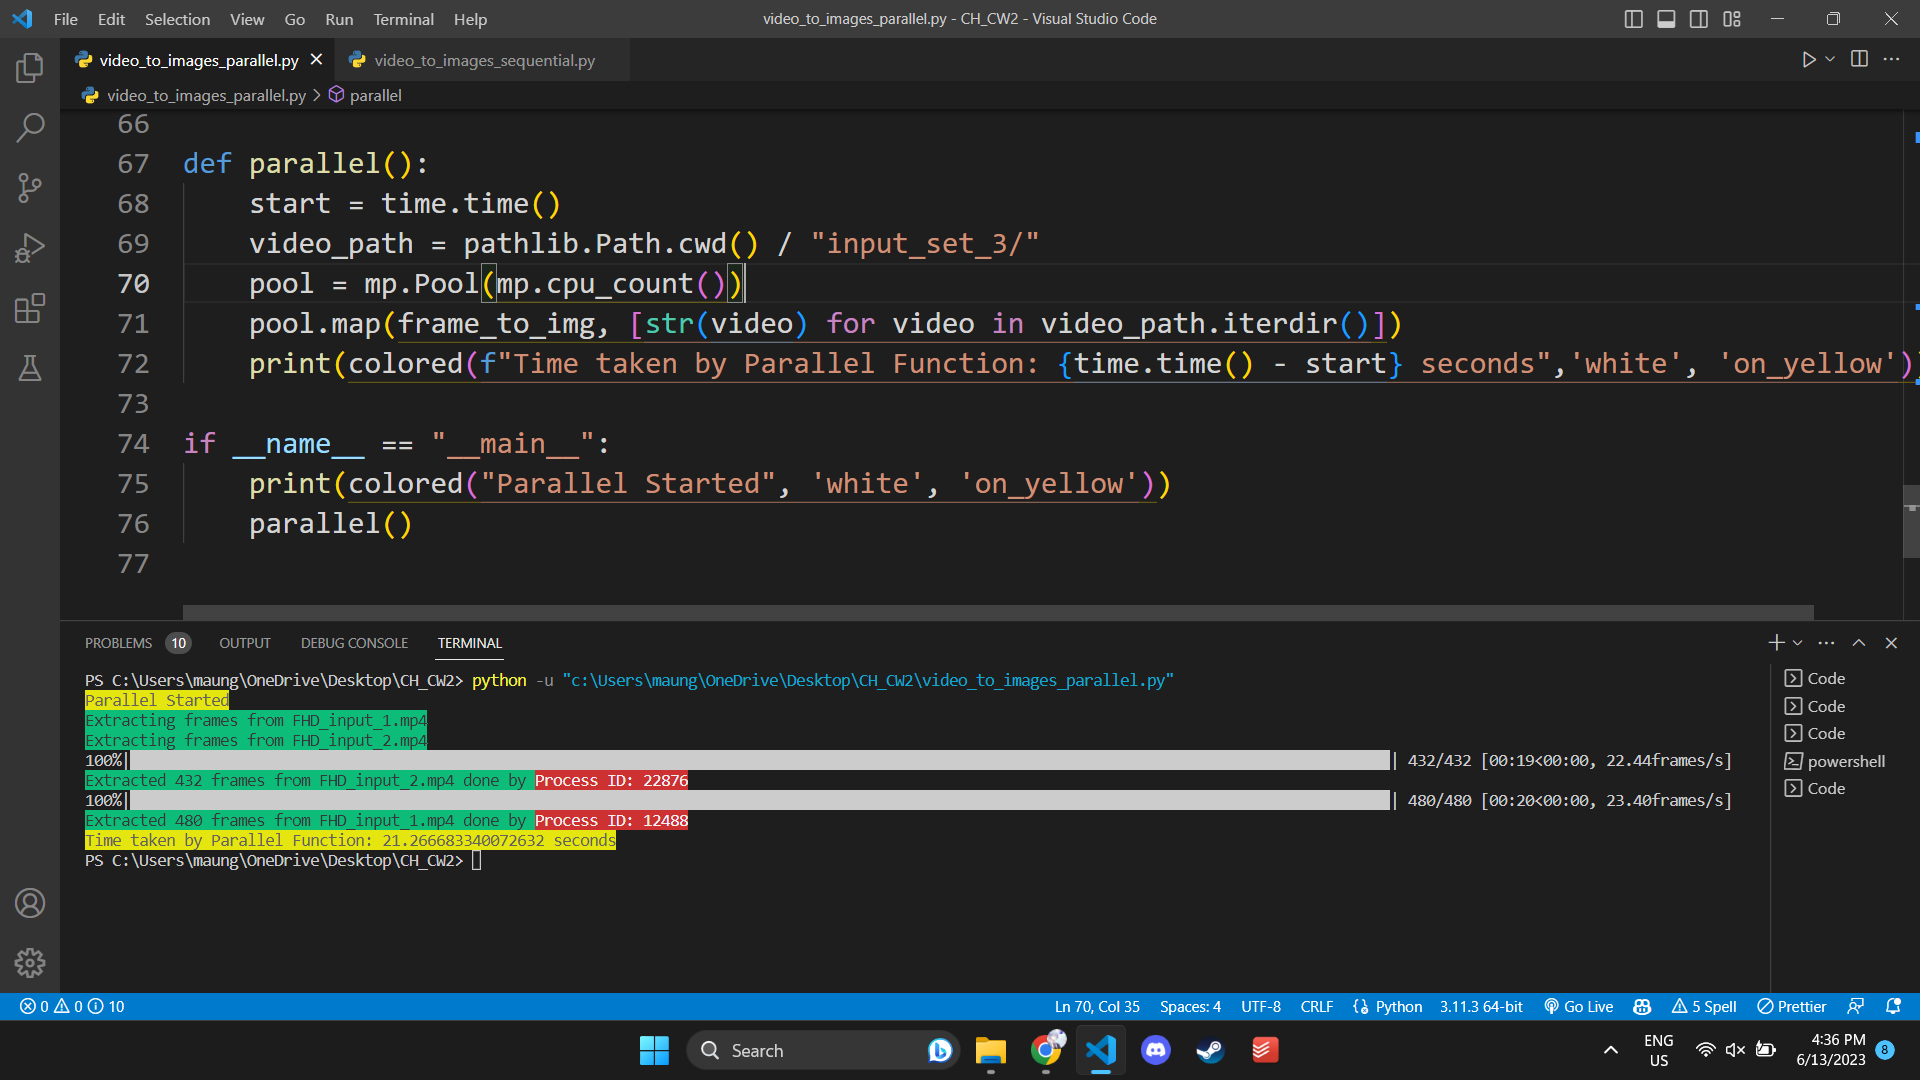 File Edit Selection View Go Run Terminal Help
video_to_images_parallel.py - CH_CW2 - Visual Studio Code
video_to_images_parallel.py
video_to_images_sequential.py
video_to_images_parallel.py > parallel
66
67 def parallel():
68 start = time.time()
69 video_path = pathlib.Path.cwd() / "input_set_3/"
70 pool = mp.Pool(mp.cpu_count())
71 pool.map(frame_to_img, [str(video) for video in video_path.iterdir()])
72 print(colored(f"Time taken by Parallel Function: {time.time() - start} seconds",'white', 'on_yellow'))
73
74 if __name__ == "__main__":
75 print(colored("Parallel Started", 'white', 'on_yellow'))
76 parallel()
77
PROBLEMS 10 OUTPUT DEBUG CONSOLE TERMINAL
PS C:\Users\maung\OneDrive\Desktop\CH_CW2> python -u "c:\Users\maung\OneDrive\Desktop\CH_CW2\video_to_images_parallel.py"
Parallel Started
Extracting frames from FHD_input_1.mp4
Extracting frames from FHD_input_2.mp4
100%| | 432/432 [00:19<00:00, 22.44frames/s]
Extracted 432 frames from FHD_input_2.mp4 done by Process ID: 22876
100%| | 480/480 [00:20<00:00, 23.40frames/s]
Extracted 480 frames from FHD_input_1.mp4 done by Process ID: 12488
Time taken by Parallel Function: 21.266683340072632 seconds
PS C:\Users\maung\OneDrive\Desktop\CH_CW2>
Code
Code
Code
powershell
Code
0 0 10
Ln 70, Col 35 Spaces: 4 UTF-8 CRLF Python 3.11.3 64-bit Go Live 5 Spell Prettier
Search
ENG
US
4:36 PM
6/13/2023
8